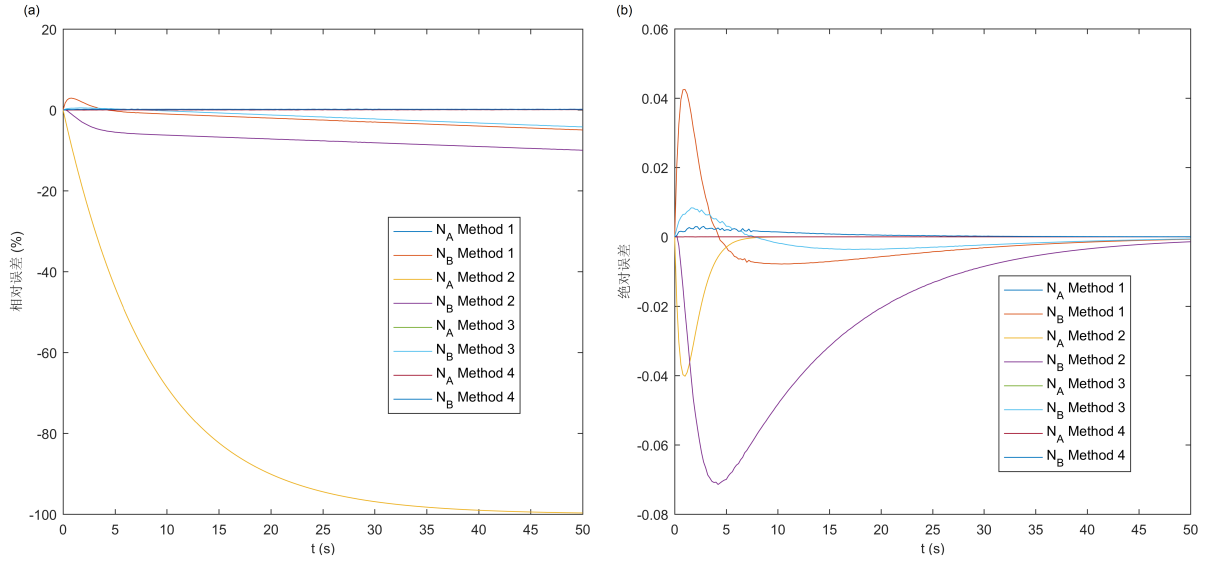 (a)
20
0
-20
-40
-60
-80
-100
相对误差 (%)
0 5 10 15 20 25 30 35 40 45 50
t (s)
N_A Method 1
N_B Method 1
N_A Method 2
N_B Method 2
N_A Method 3
N_B Method 3
N_A Method 4
N_B Method 4
(b)
0.06
0.04
0.02
0
-0.02
-0.04
-0.06
-0.08
绝对误差
0 5 10 15 20 25 30 35 40 45 50
t (s)
N_A Method 1
N_B Method 1
N_A Method 2
N_B Method 2
N_A Method 3
N_B Method 3
N_A Method 4
N_B Method 4